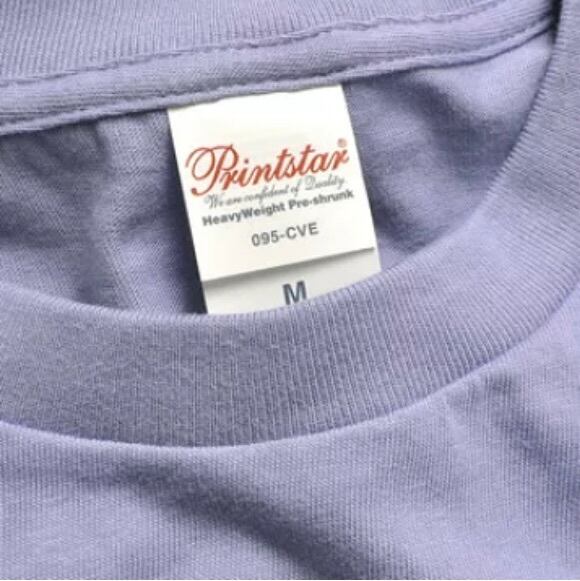 Printstar®
We are confident of Quality.
HeavyWeight Pre-shrunk
095-CVE
M